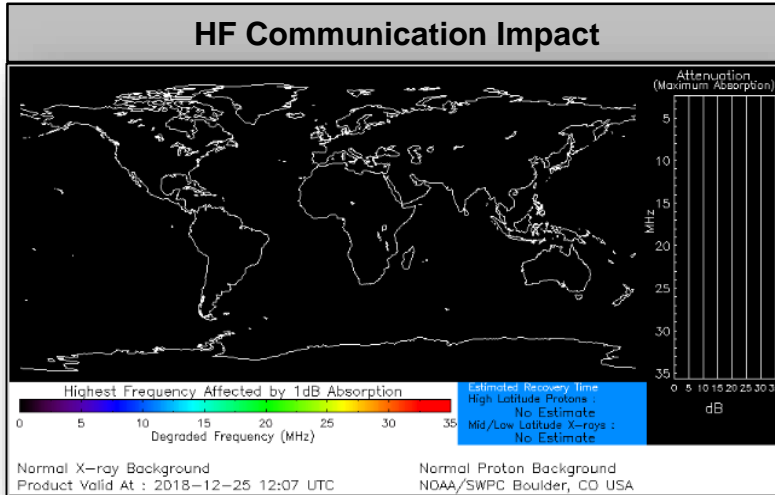 HF Communication Impact
Attenuation
(Maximum Absorption)
5
10
15
20
25
30
35
MHz
0 5 10 15 20 25 30 3
dB
Highest Frequency Affected by 1dB Absorption
0 5 10 15 20 25 30 35
Degraded Frequency (MHz)
Estimated Recovery Time
High Latitude Protons :
No Estimate
Mid/Low Latitude X-rays :
No Estimate
Normal X-ray Background
Product Valid At : 2018-12-25 12:07 UTC
Normal Proton Background
NOAA/SWPC Boulder, CO USA